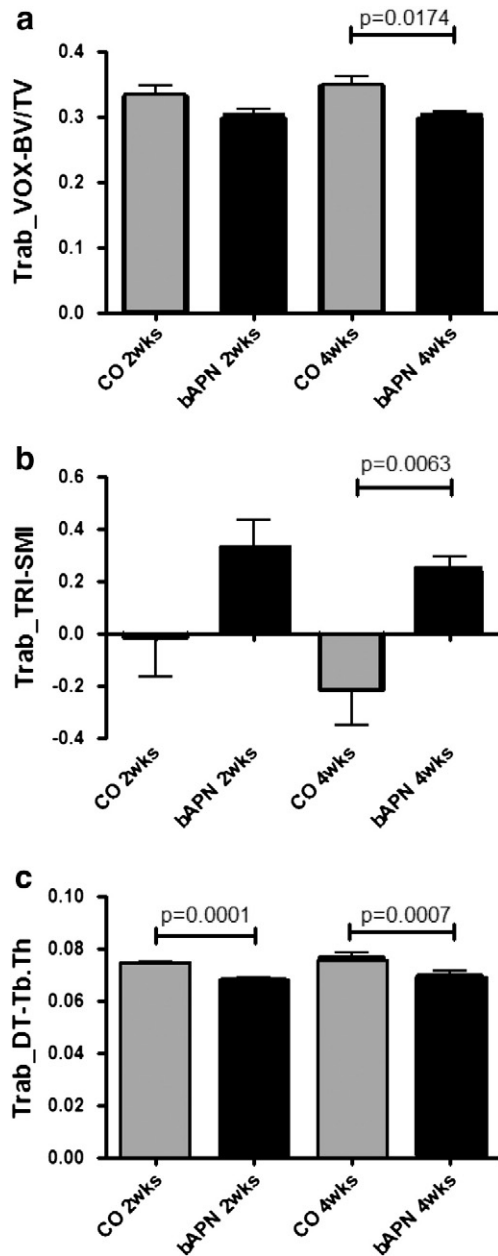 a
p=0.0174
Trab_VOX-BV/TV
0.4
0.3
0.2
0.1
0.0
CO 2wks
bAPN 2wks
CO 4wks
bAPN 4wks
b
p=0.0063
Trab_TRI-SMI
0.6
0.4
0.2
0.0
-0.2
-0.4
CO 2wks
bAPN 2wks
CO 4wks
bAPN 4wks
c
p=0.0001
p=0.0007
Trab_DT-Tb.Th
0.10
0.08
0.06
0.04
0.02
0.00
CO 2wks
bAPN 2wks
CO 4wks
bAPN 4wks